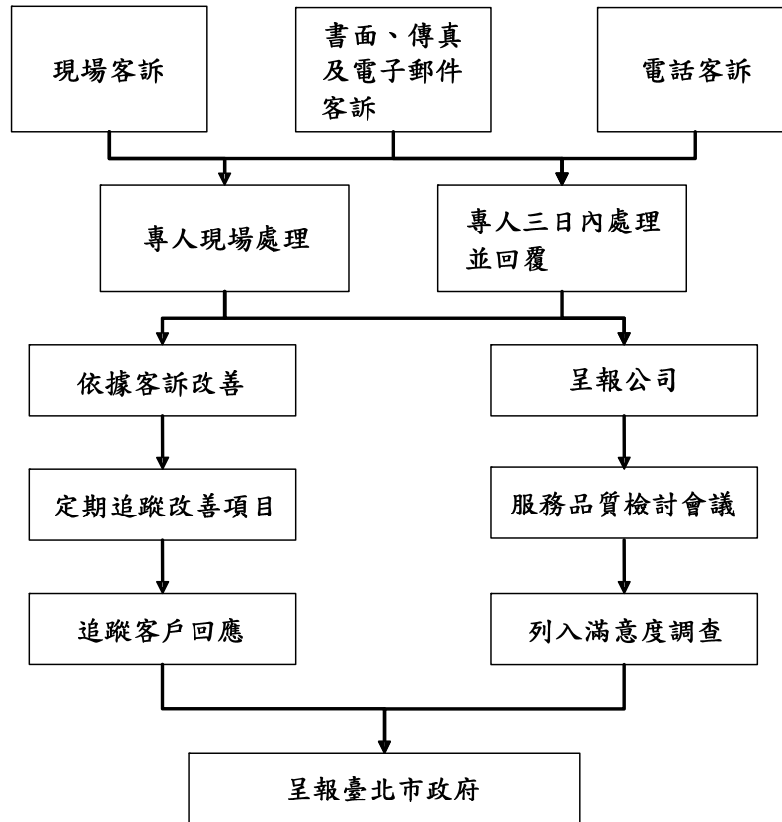 現場客訴
書面、傳真
及電子郵件
客訴
電話客訴
專人現場處理
專人三日內處理
並回覆
依據客訴改善
呈報公司
定期追蹤改善項目
服務品質檢討會議
追蹤客戶回應
列入滿意度調查
呈報臺北市政府